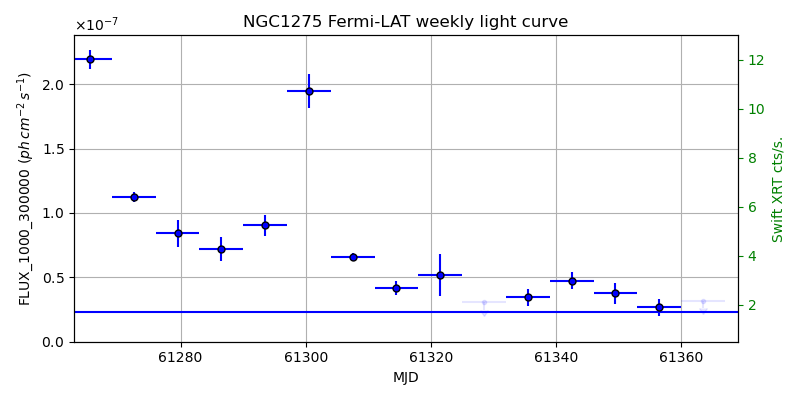 NGC1275 Fermi-LAT weekly light curve
×10⁻⁷
FLUX_1000_300000 (ph cm⁻² s⁻¹)
2.0
1.5
1.0
0.5
0.0
12
10
8
6
4
2
Swift XRT cts/s.
61280 61300 61320 61340 61360
MJD